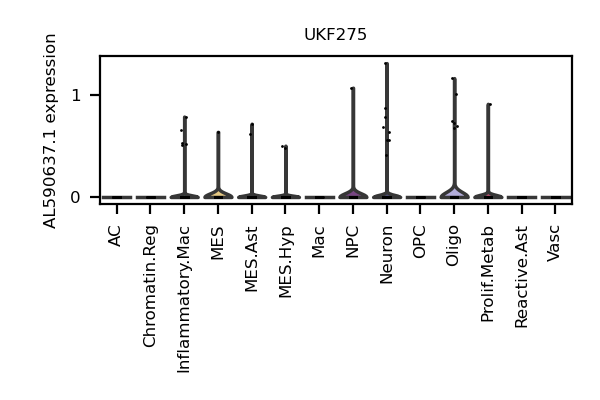 UKF275
AL590637.1 expression
1
0
AC
Chromatin.Reg
Inflammatory.Mac
MES
MES.Ast
MES.Hyp
Mac
NPC
Neuron
OPC
Oligo
Prolif.Metab
Reactive.Ast
Vasc